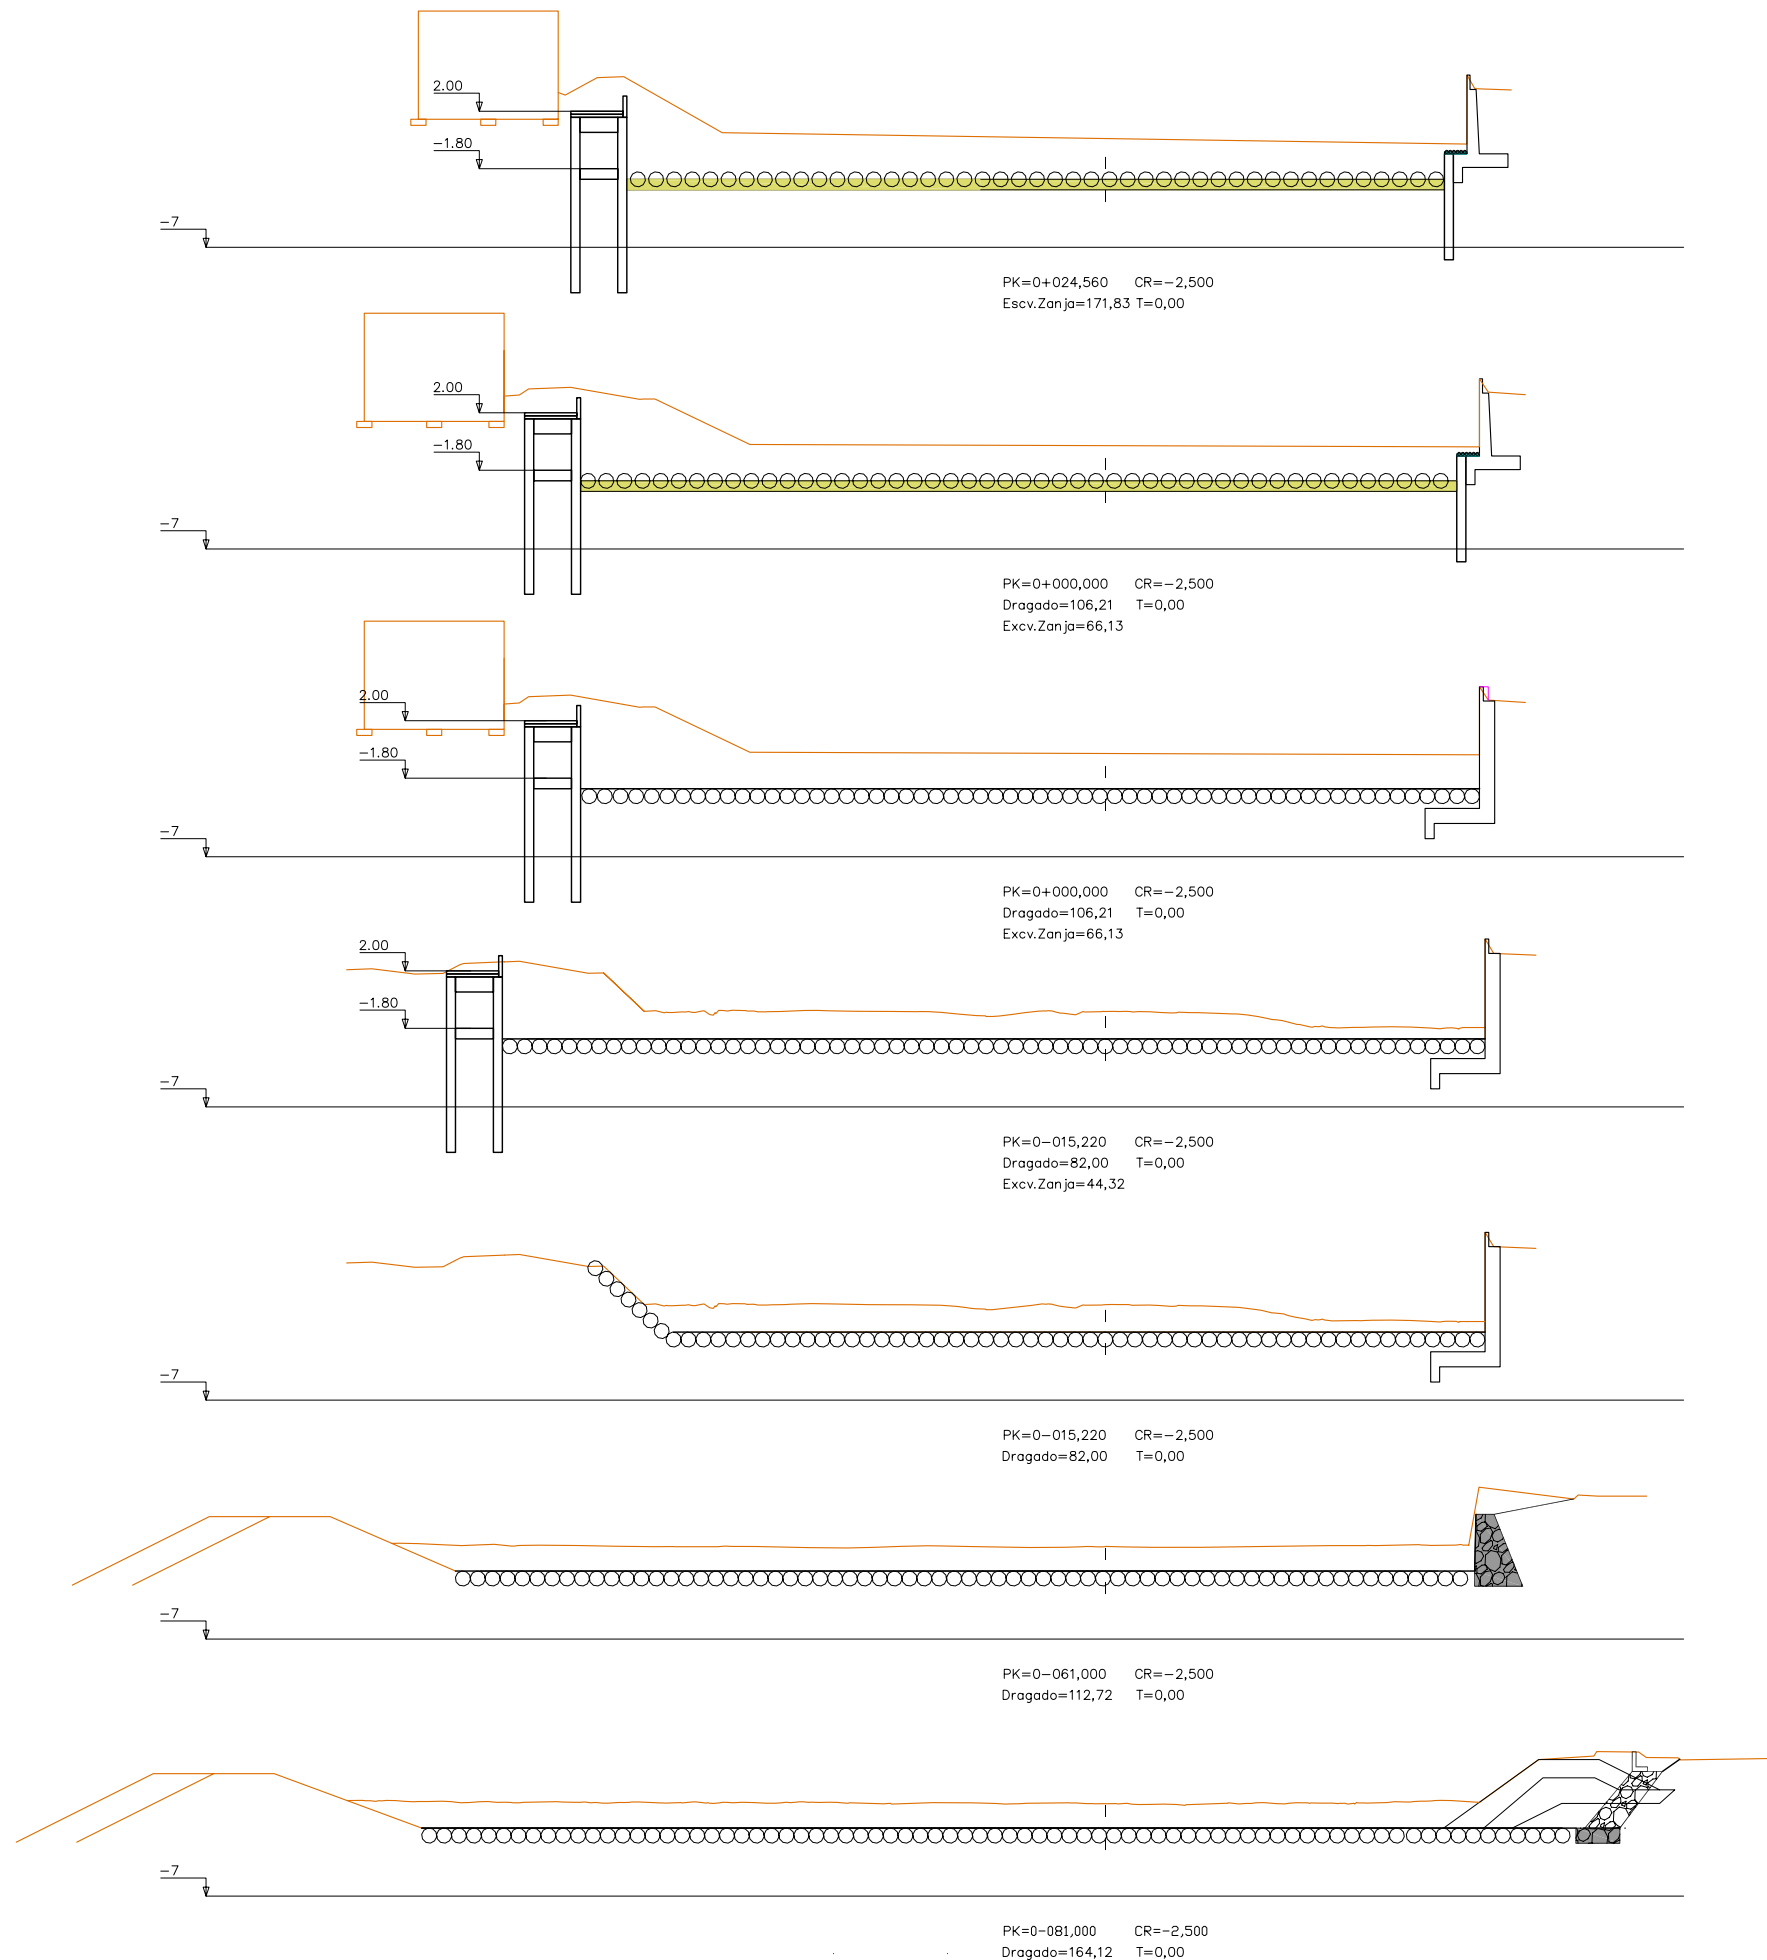 2.00
-1.80
-7
PK=0+024,560 CR=-2,500
Escv.Zanja=171,83 T=0,00
2.00
-1.80
-7
PK=0+000,000 CR=-2,500
Dragado=106,21 T=0,00
Excv.Zanja=66,13
2.00
-1.80
-7
PK=0+000,000 CR=-2,500
Dragado=106,21 T=0,00
Excv.Zanja=66,13
2.00
-1.80
-7
PK=0-015,220 CR=-2,500
Dragado=82,00 T=0,00
Excv.Zanja=44,32
-7
PK=0-015,220 CR=-2,500
Dragado=82,00 T=0,00
-7
PK=0-061,000 CR=-2,500
Dragado=112,72 T=0,00
-7
PK=0-081,000 CR=-2,500
Dragado=164,12 T=0,00